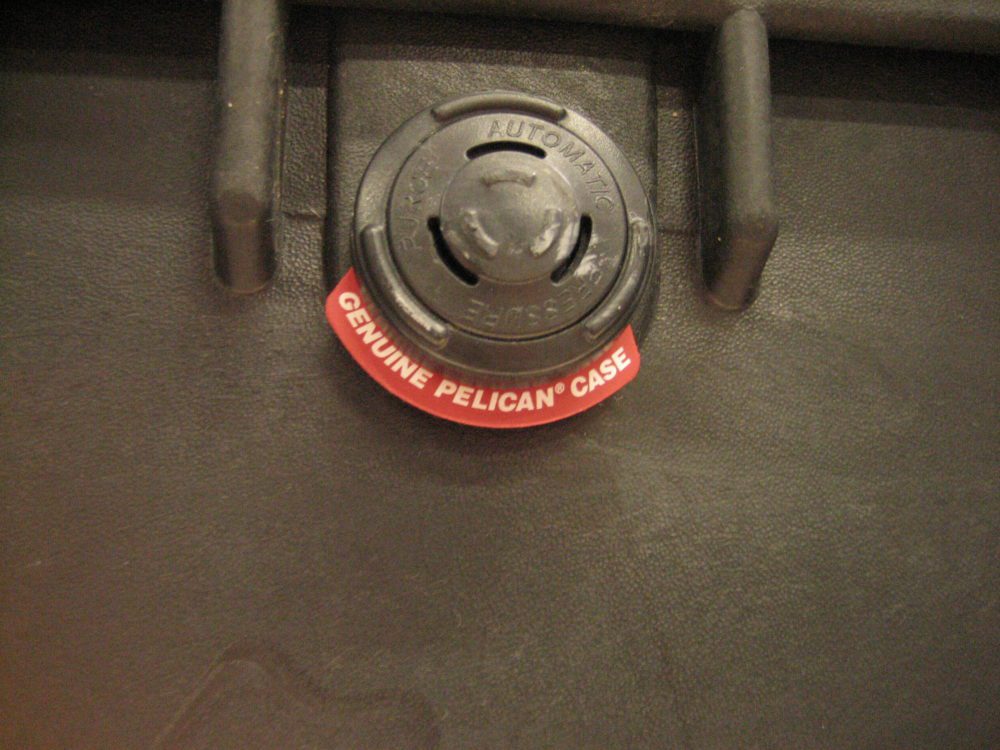 AUTOMATIC
PRESSURE
PURGE
GENUINE PELICAN® CASE